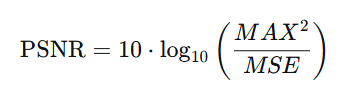 PSNR = 10 · log₁₀ (MAX² / MSE)